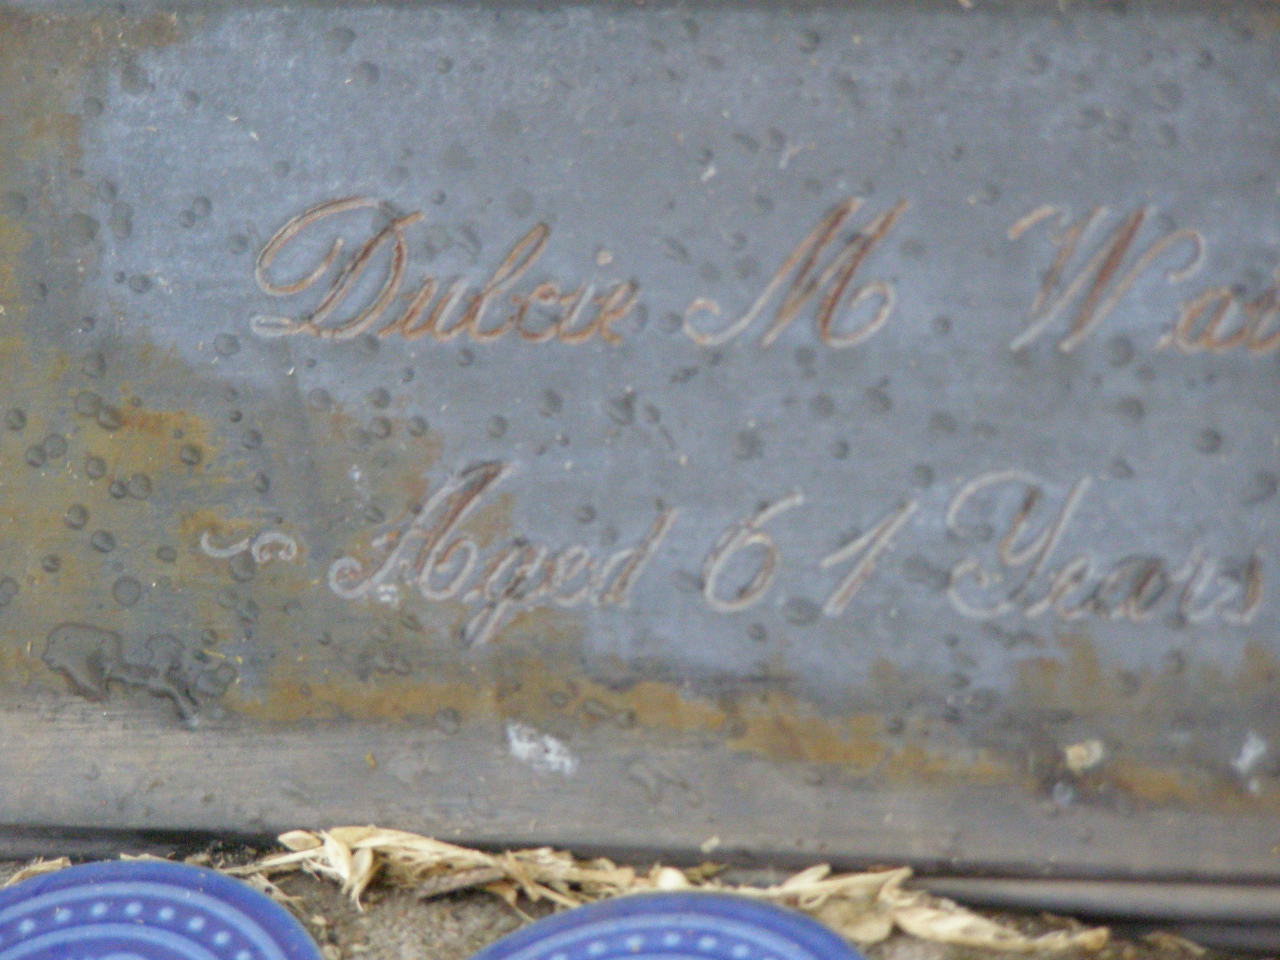 Dulcie M
Aged 61 Years